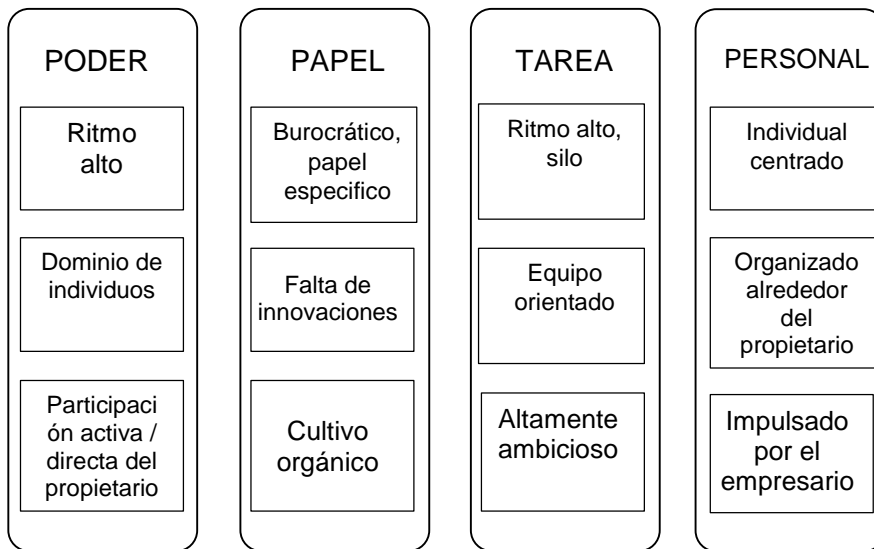 PODER
Ritmo
alto
Dominio de
individuos
Participaci
ón activa /
directa del
propietario
PAPEL
Burocrático,
papel
especifico
Falta de
innovaciones
Cultivo
orgánico
TAREA
Ritmo alto,
silo
Equipo
orientado
Altamente
ambicioso
PERSONAL
Individual
centrado
Organizado
alrededor
del
propietario
Impulsado
por el
empresario